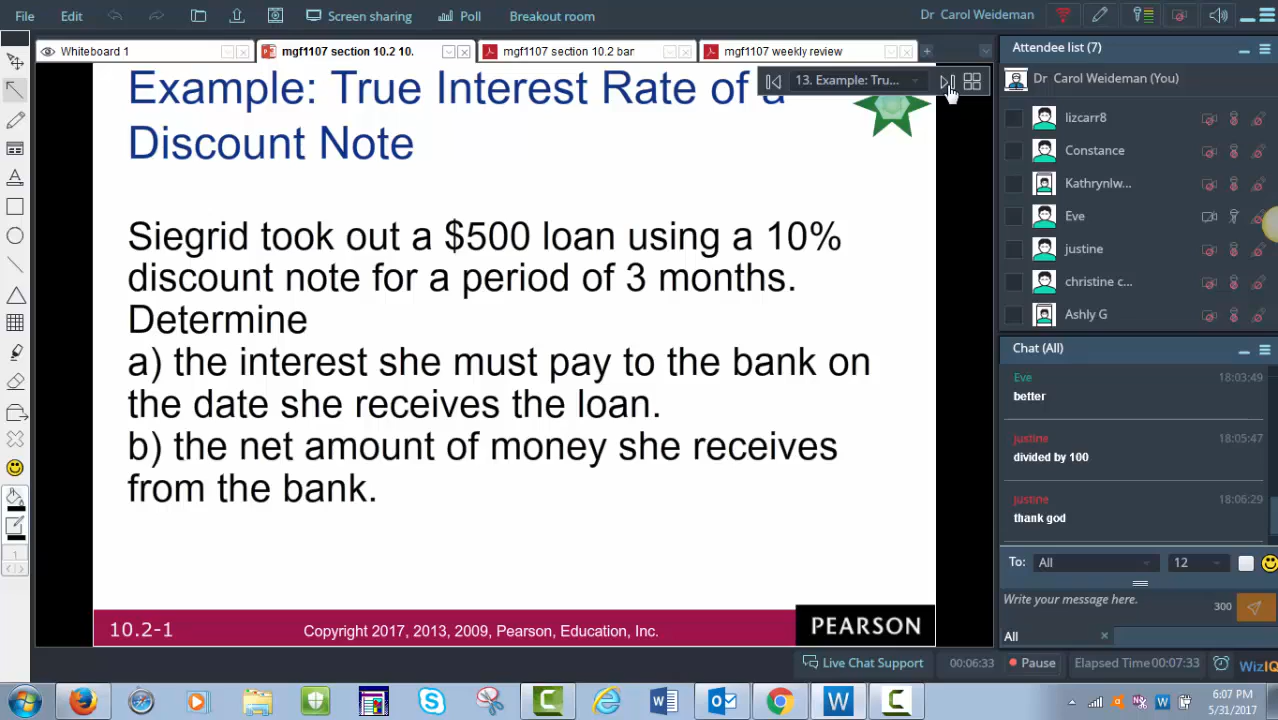 File Edit Screen sharing Poll Breakout room Dr Carol Weideman
Whiteboard 1 mgf1107 section 10.2 10. mgf1107 section 10.2 bar mgf1107 weekly review
13. Example: Tru...
Example: True Interest Rate of a
Discount Note
Siegrid took out a $500 loan using a 10%
discount note for a period of 3 months.
Determine
a) the interest she must pay to the bank on
the date she receives the loan.
b) the net amount of money she receives
from the bank.
10.2-1 Copyright 2017, 2013, 2009, Pearson, Education, Inc. PEARSON
Attendee list (7)
Dr Carol Weideman (You)
lizcarr8
Constance
Kathrynlw...
Eve
justine
christine c...
Ashly G
Chat (All)
Eve 18:03:49
better
justine 18:05:47
divided by 100
justine 18:06:29
thank god
To: All 12
Write your message here. 300
All
Live Chat Support 00:06:33 Pause Elapsed Time 00:07:33 WizIQ
1
6:07 PM
5/31/2017